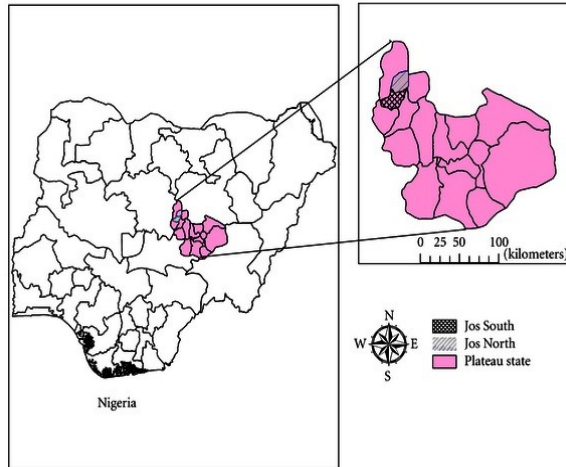 Nigeria
0 25 50 100
(kilometers)
N
W E
S
Jos South
Jos North
Plateau state